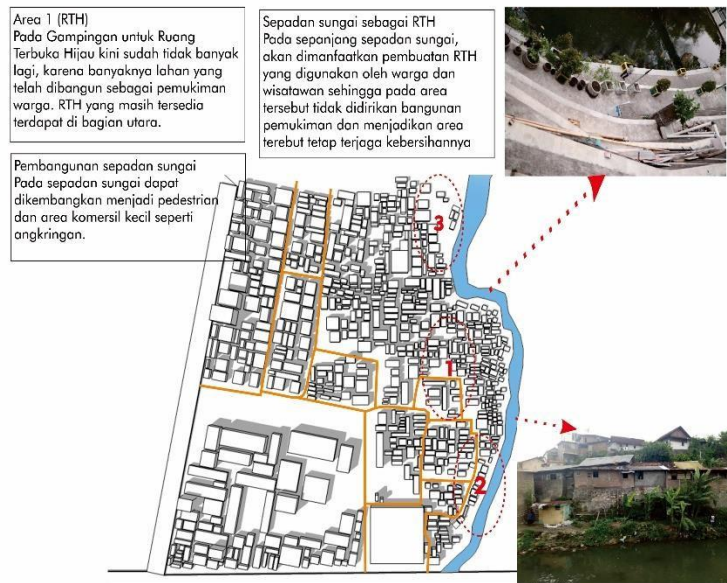 Area 1 (RTH)
Pada Gampingan untuk Ruang
Terbuka Hijau kini sudah tidak banyak
lagi, karena banyaknya lahan yang
telah dibangun sebagai pemukiman
warga. RTH yang masih tersedia
terdapat di bagian utara.
Sepadan sungai sebagai RTH
Pada sepanjang sepadan sungai,
akan dimanfaatkan pembuatan RTH
yang digunakan oleh warga dan
wisatawan sehingga pada area
tersebut tidak didirikan bangunan
pemukiman dan menjadikan area
terebut tetap terjaga kebersihannya
Pembangunan sepadan sungai
Pada sepadan sungai dapat
dikembangkan menjadi pedestrian
dan area komersil kecil seperti
angkringan.
3
1
2